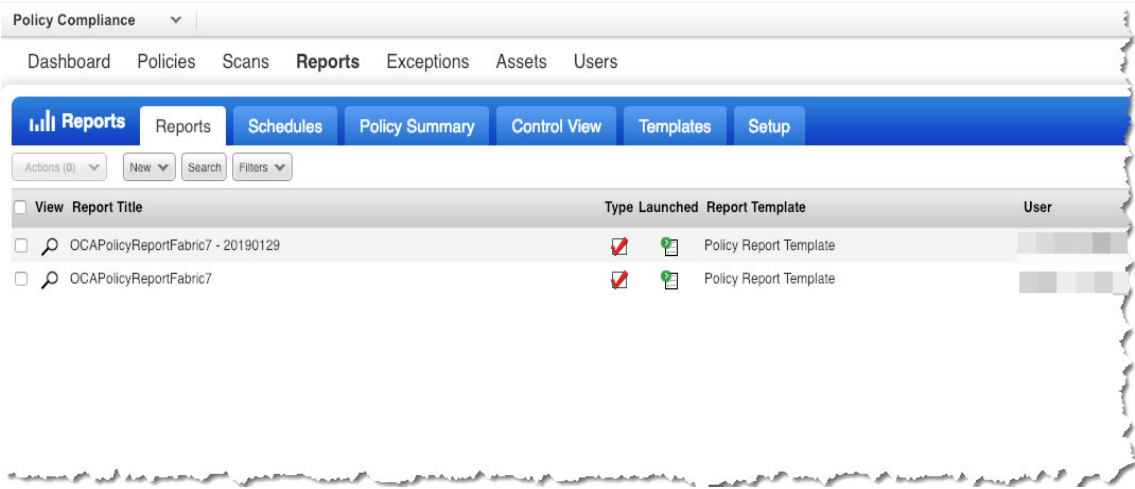 Policy Compliance
Dashboard Policies Scans Reports Exceptions Assets Users
Reports Reports Schedules Policy Summary Control View Templates Setup
Actions (0) New Search Filters
View Report Title Type Launched Report Template User
OCAPolicyReportFabric7 - 20190129 Policy Report Template
OCAPolicyReportFabric7 Policy Report Template